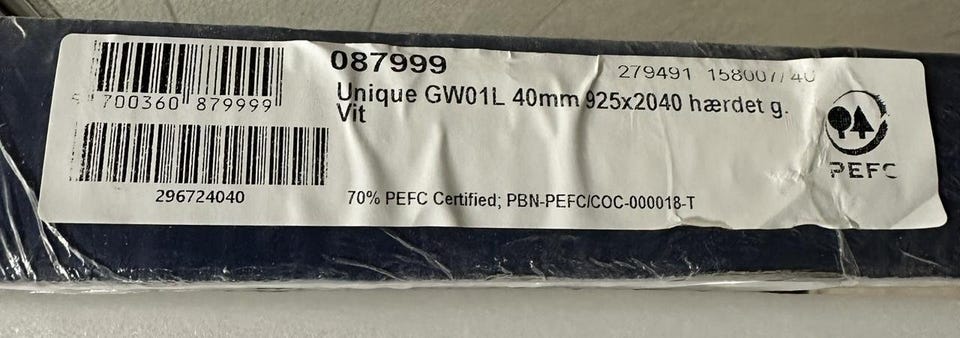 087999
279491 158007/40
Unique GW01L 40mm 925x2040 hærdet g.
Vit
5 700360 879999
296724040
70% PEFC Certified; PBN-PEFC/COC-000018-T
PEFC